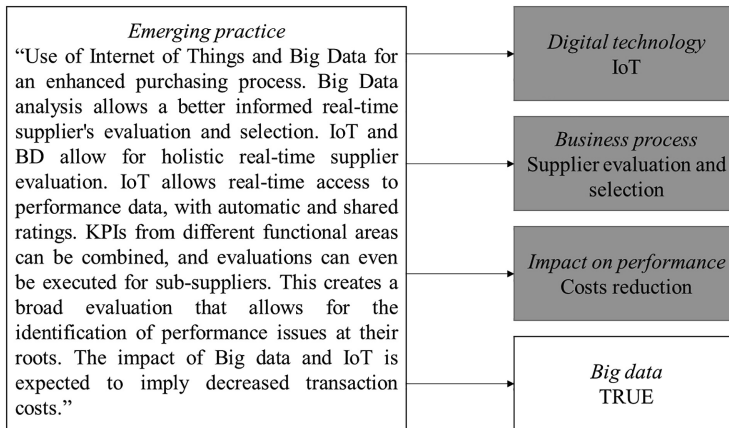 Emerging practice
“Use of Internet of Things and Big Data for
an enhanced purchasing process. Big Data
analysis allows a better informed real-time
supplier's evaluation and selection. IoT and
BD allow for holistic real-time supplier
evaluation. IoT allows real-time access to
performance data, with automatic and shared
ratings. KPIs from different functional areas
can be combined, and evaluations can even
be executed for sub-suppliers. This creates a
broad evaluation that allows for the
identification of performance issues at their
roots. The impact of Big data and IoT is
expected to imply decreased transaction
costs.”
Digital technology
IoT
Business process
Supplier evaluation and
selection
Impact on performance
Costs reduction
Big data
TRUE